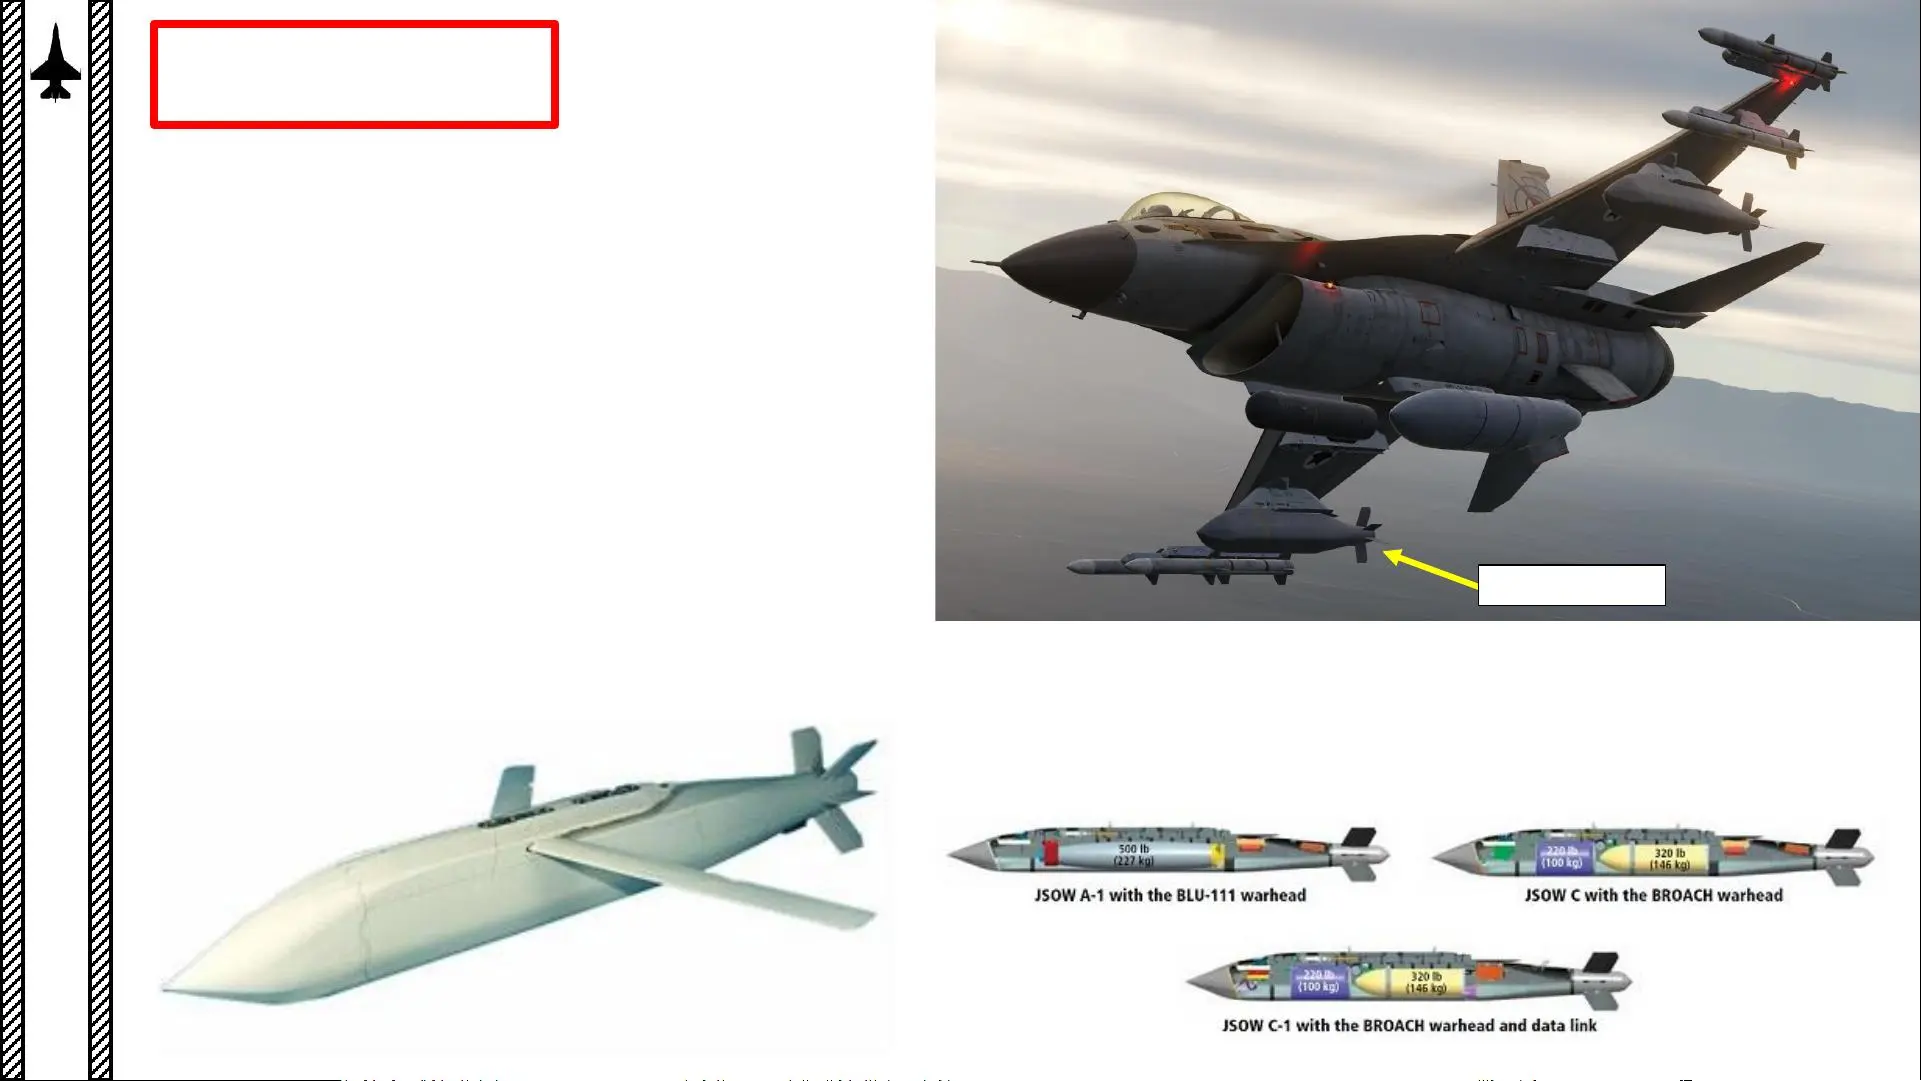 500 lb
(227 kg)
JSOW A-1 with the BLU-111 warhead
220 lb
(100 kg)
320 lb
(146 kg)
JSOW C with the BROACH warhead
220 lb
(100 kg)
320 lb
(146 kg)
JSOW C-1 with the BROACH warhead and data link